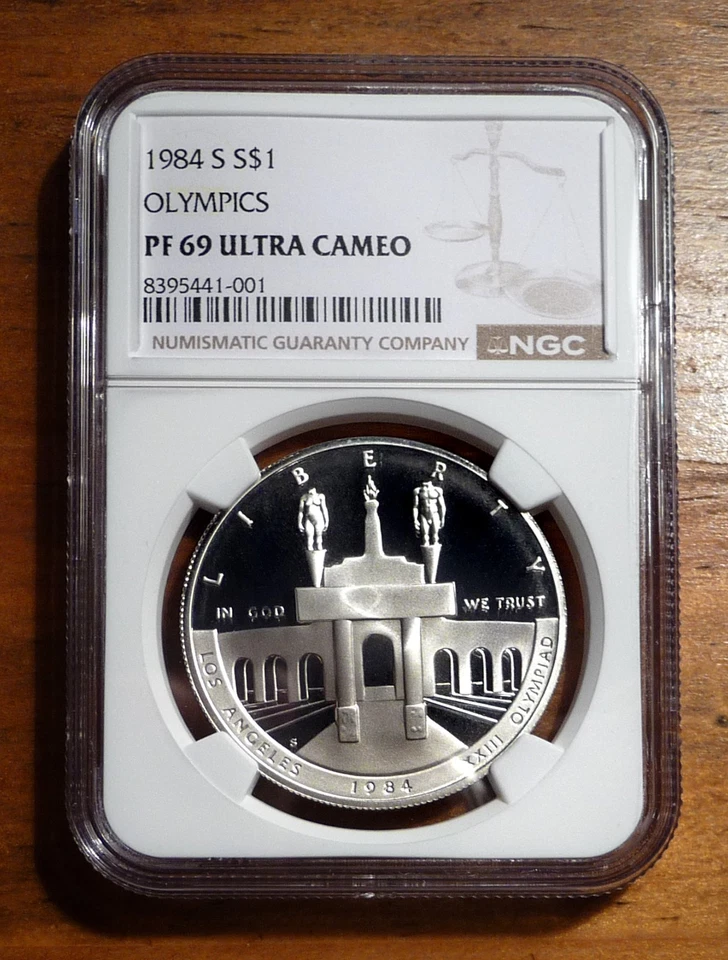 1984 S S$1
OLYMPICS
PF 69 ULTRA CAMEO
8395441-001
NUMISMATIC GUARANTY COMPANY NGC
LIBERTY
IN GOD WE TRUST
LOS ANGELES XXIII OLYMPIAD
S
1984